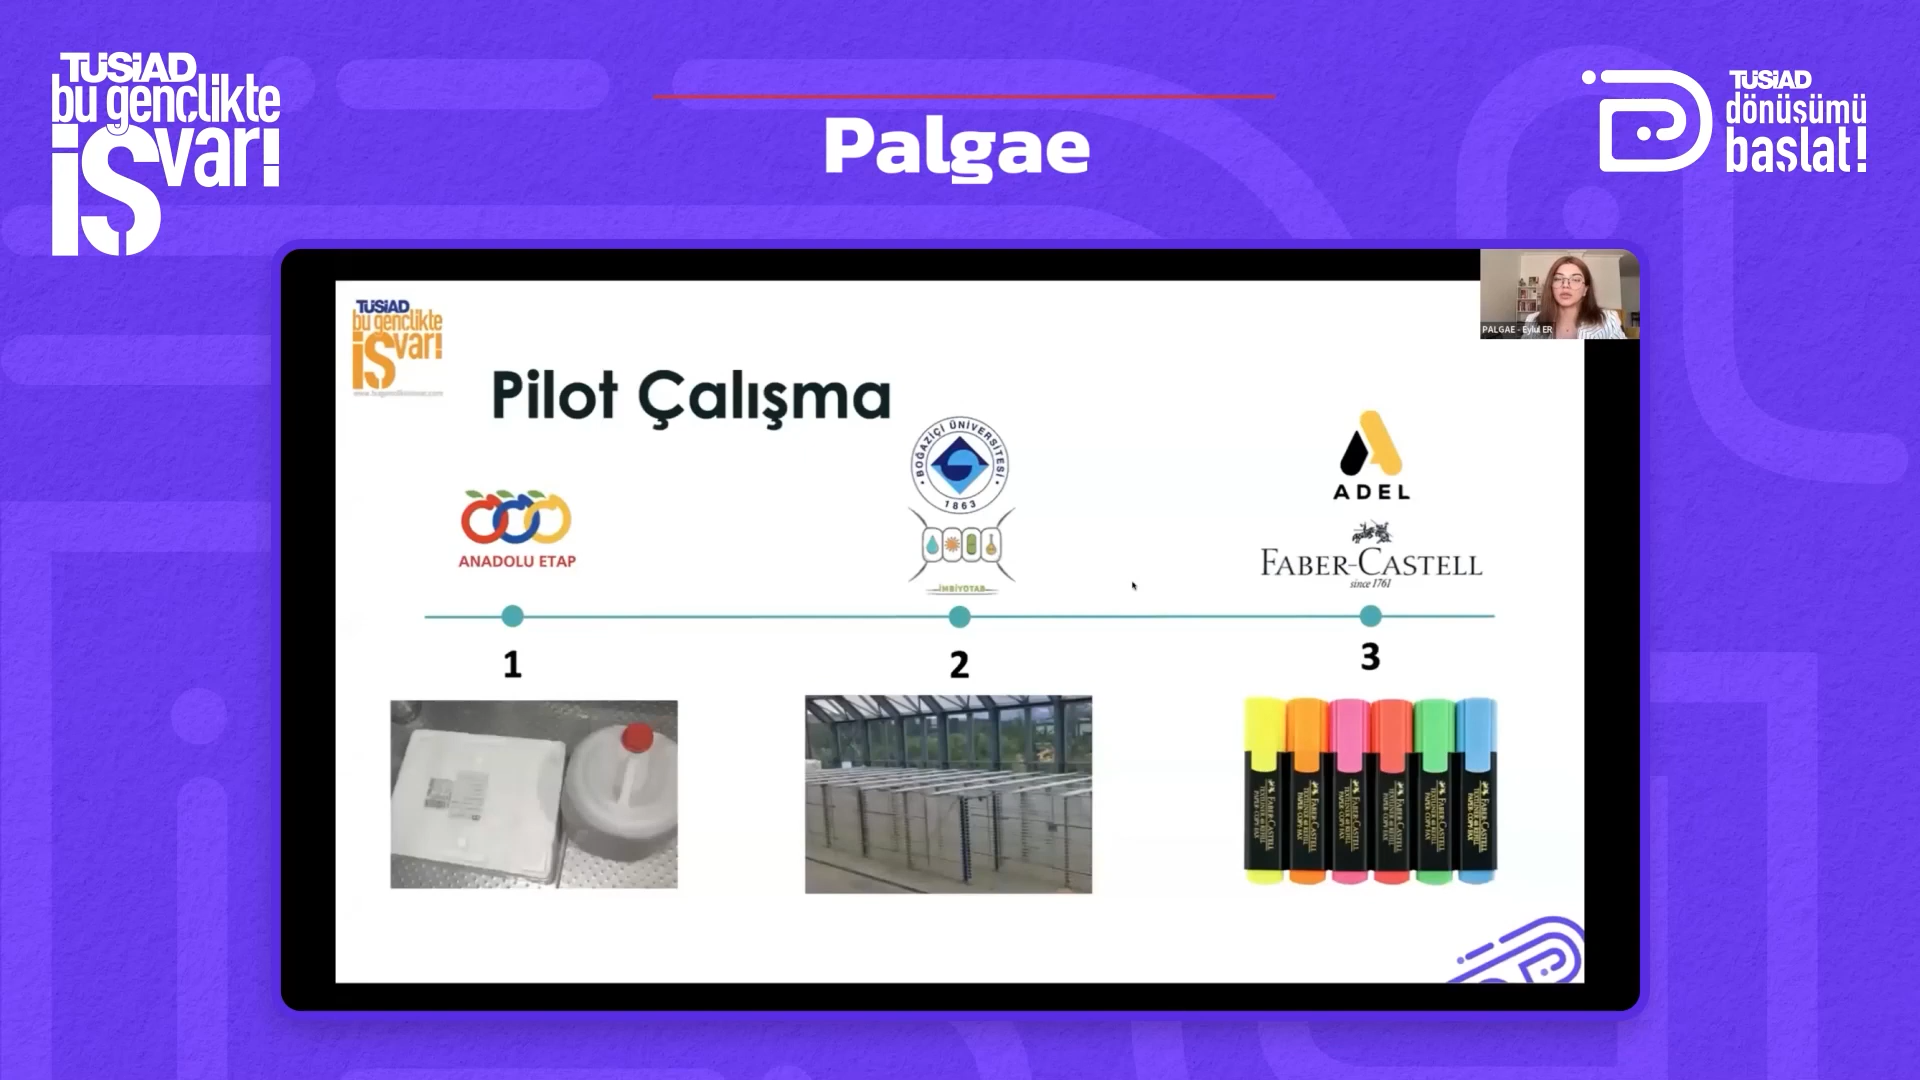 TÜSİAD
bu gençlikte
iŞ var!
Palgae
TÜSİAD
dönüşümü
başlat!
PALGAE - Eylül ER
TÜSİAD
bu gençlikte
iŞ var!
Pilot Çalışma
ANADOLU ETAP
BOĞAZİÇİ ÜNİVERSİTESİ
1863
İMBİYOTAB
ADEL
FABER-CASTELL
since 1761
1
2
3